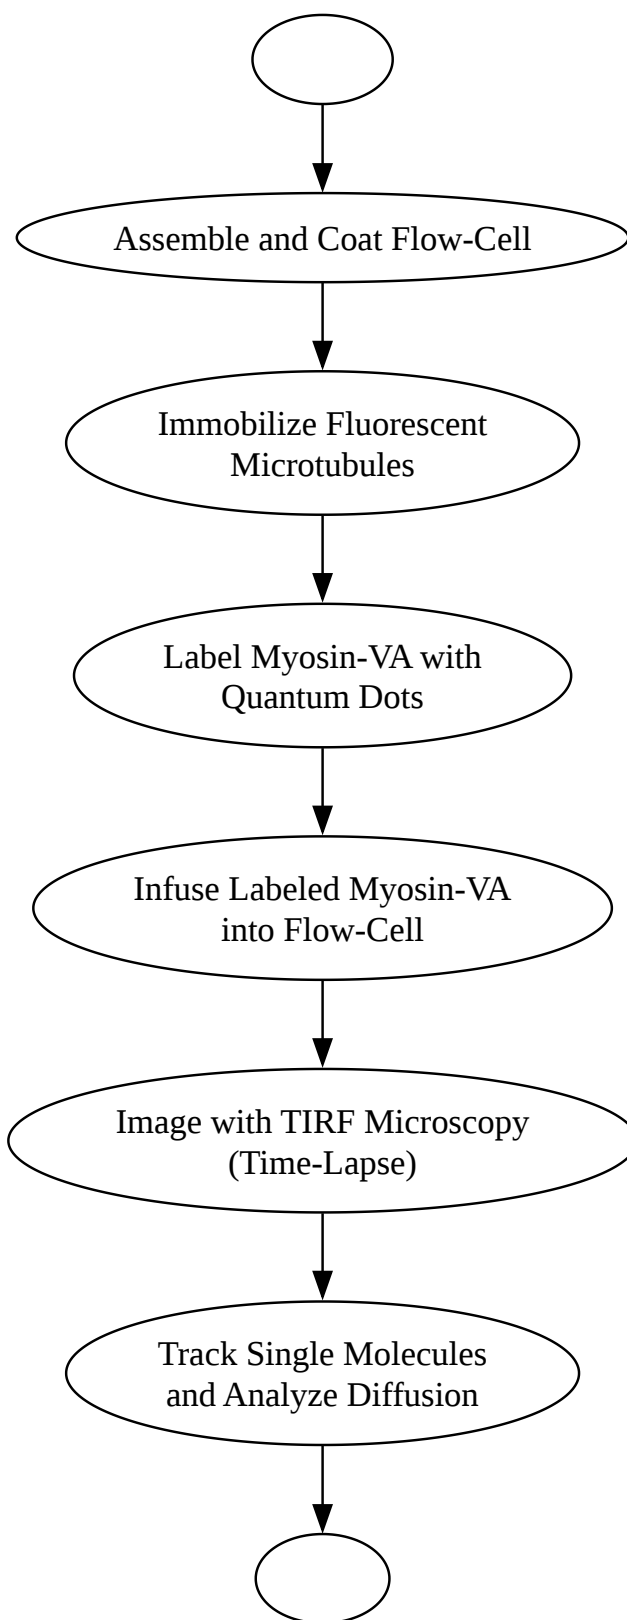 Assemble and Coat Flow-Cell
Immobilize Fluorescent
Microtubules
Label Myosin-VA with
Quantum Dots
Infuse Labeled Myosin-VA
into Flow-Cell
Image with TIRF Microscopy
(Time-Lapse)
Track Single Molecules
and Analyze Diffusion